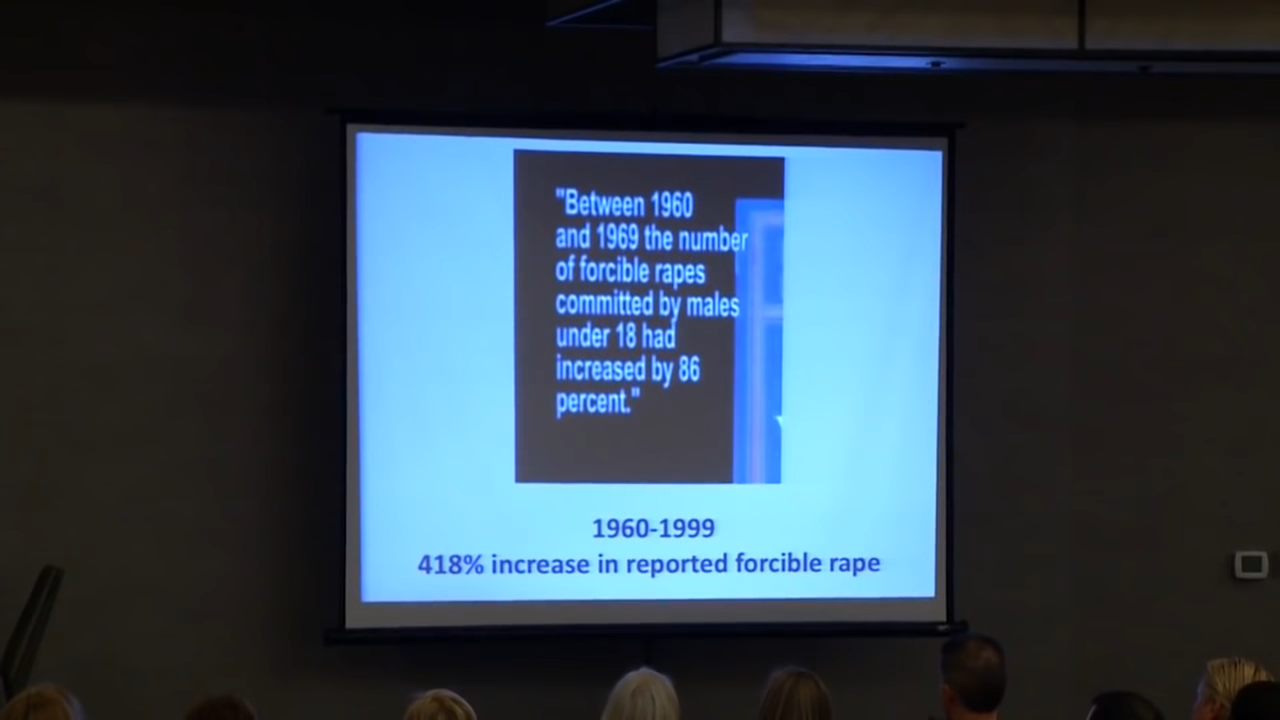 "Between 1960
and 1969 the number
of forcible rapes
committed by males
under 18 had
increased by 86
percent."
1960-1999
418% increase in reported forcible rape